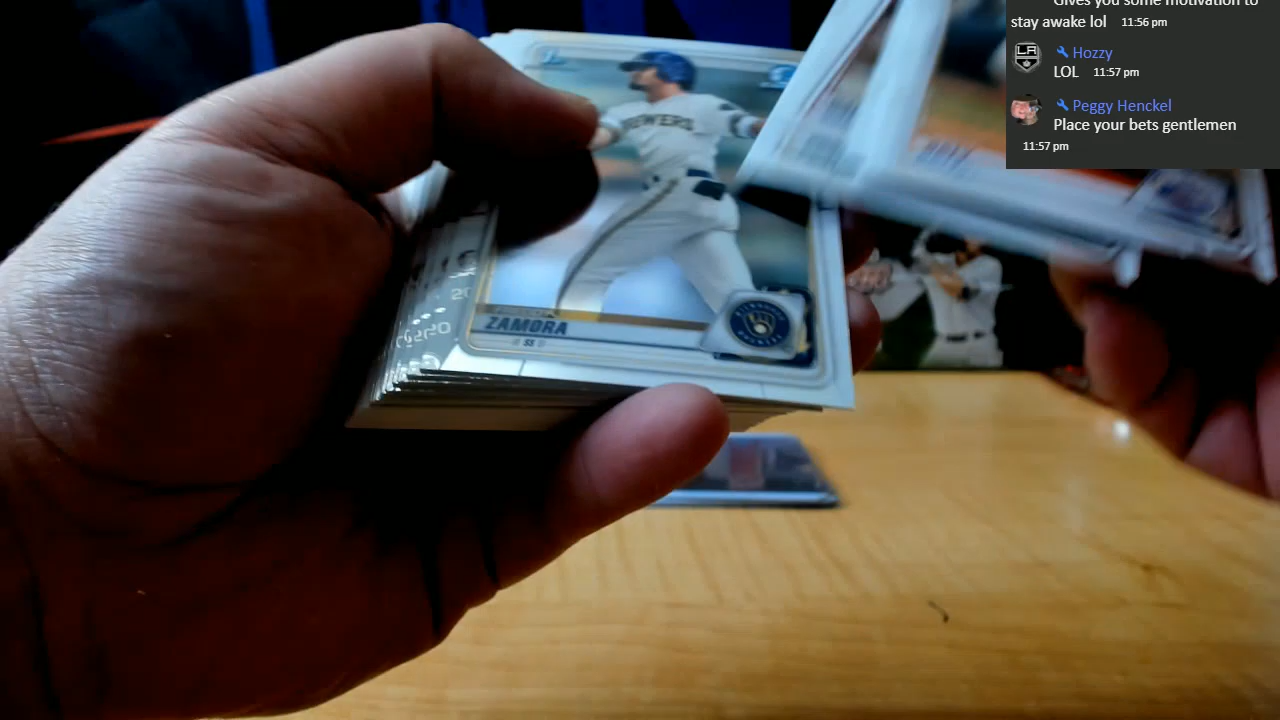 Gives you some motivation to
stay awake lol 11:56 pm
Hozzy
LOL 11:57 pm
Peggy Henckel
Place your bets gentlemen
11:57 pm
BREWERS
ZAMORA
SS